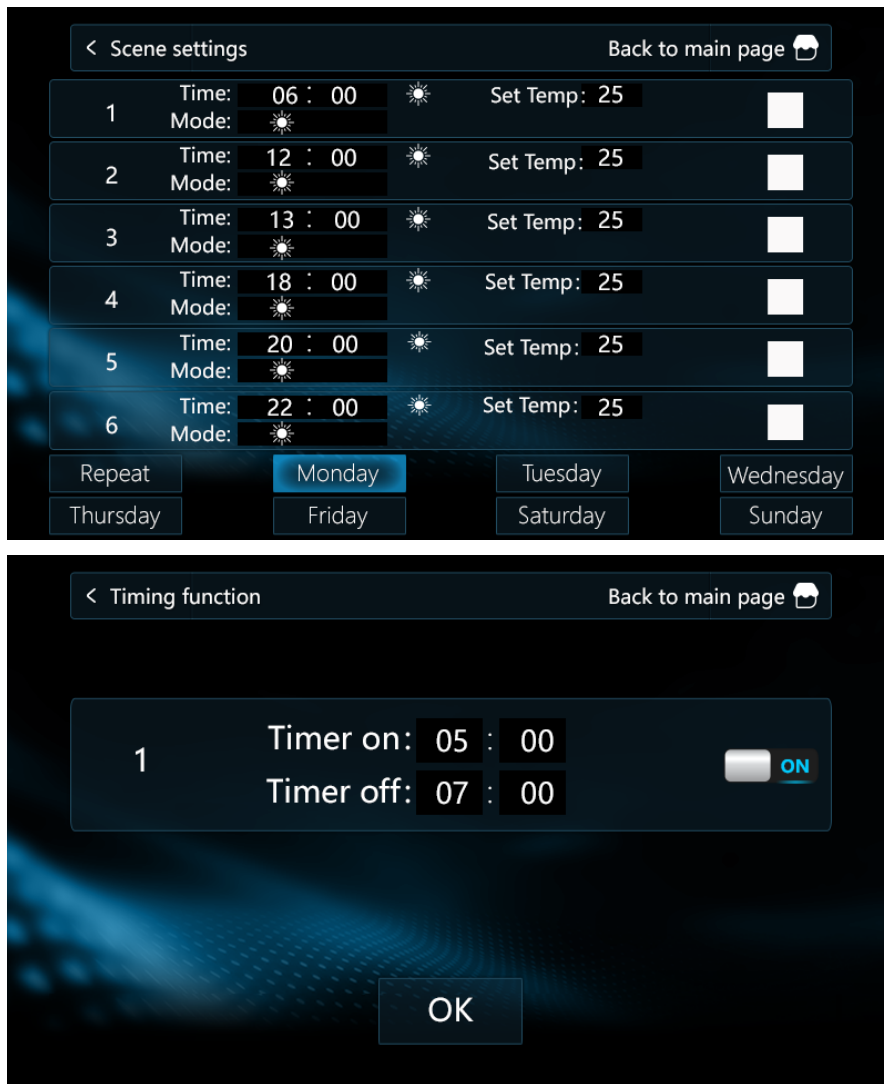 < Scene settings Back to main page
1 Time: 06 : 00 Set Temp: 25
Mode:
2 Time: 12 : 00 Set Temp: 25
Mode:
3 Time: 13 : 00 Set Temp: 25
Mode:
4 Time: 18 : 00 Set Temp: 25
Mode:
5 Time: 20 : 00 Set Temp: 25
Mode:
6 Time: 22 : 00 Set Temp: 25
Mode:
Repeat Monday Tuesday Wednesday
Thursday Friday Saturday Sunday
< Timing function Back to main page
1 Timer on: 05 : 00 ON
Timer off: 07 : 00
OK